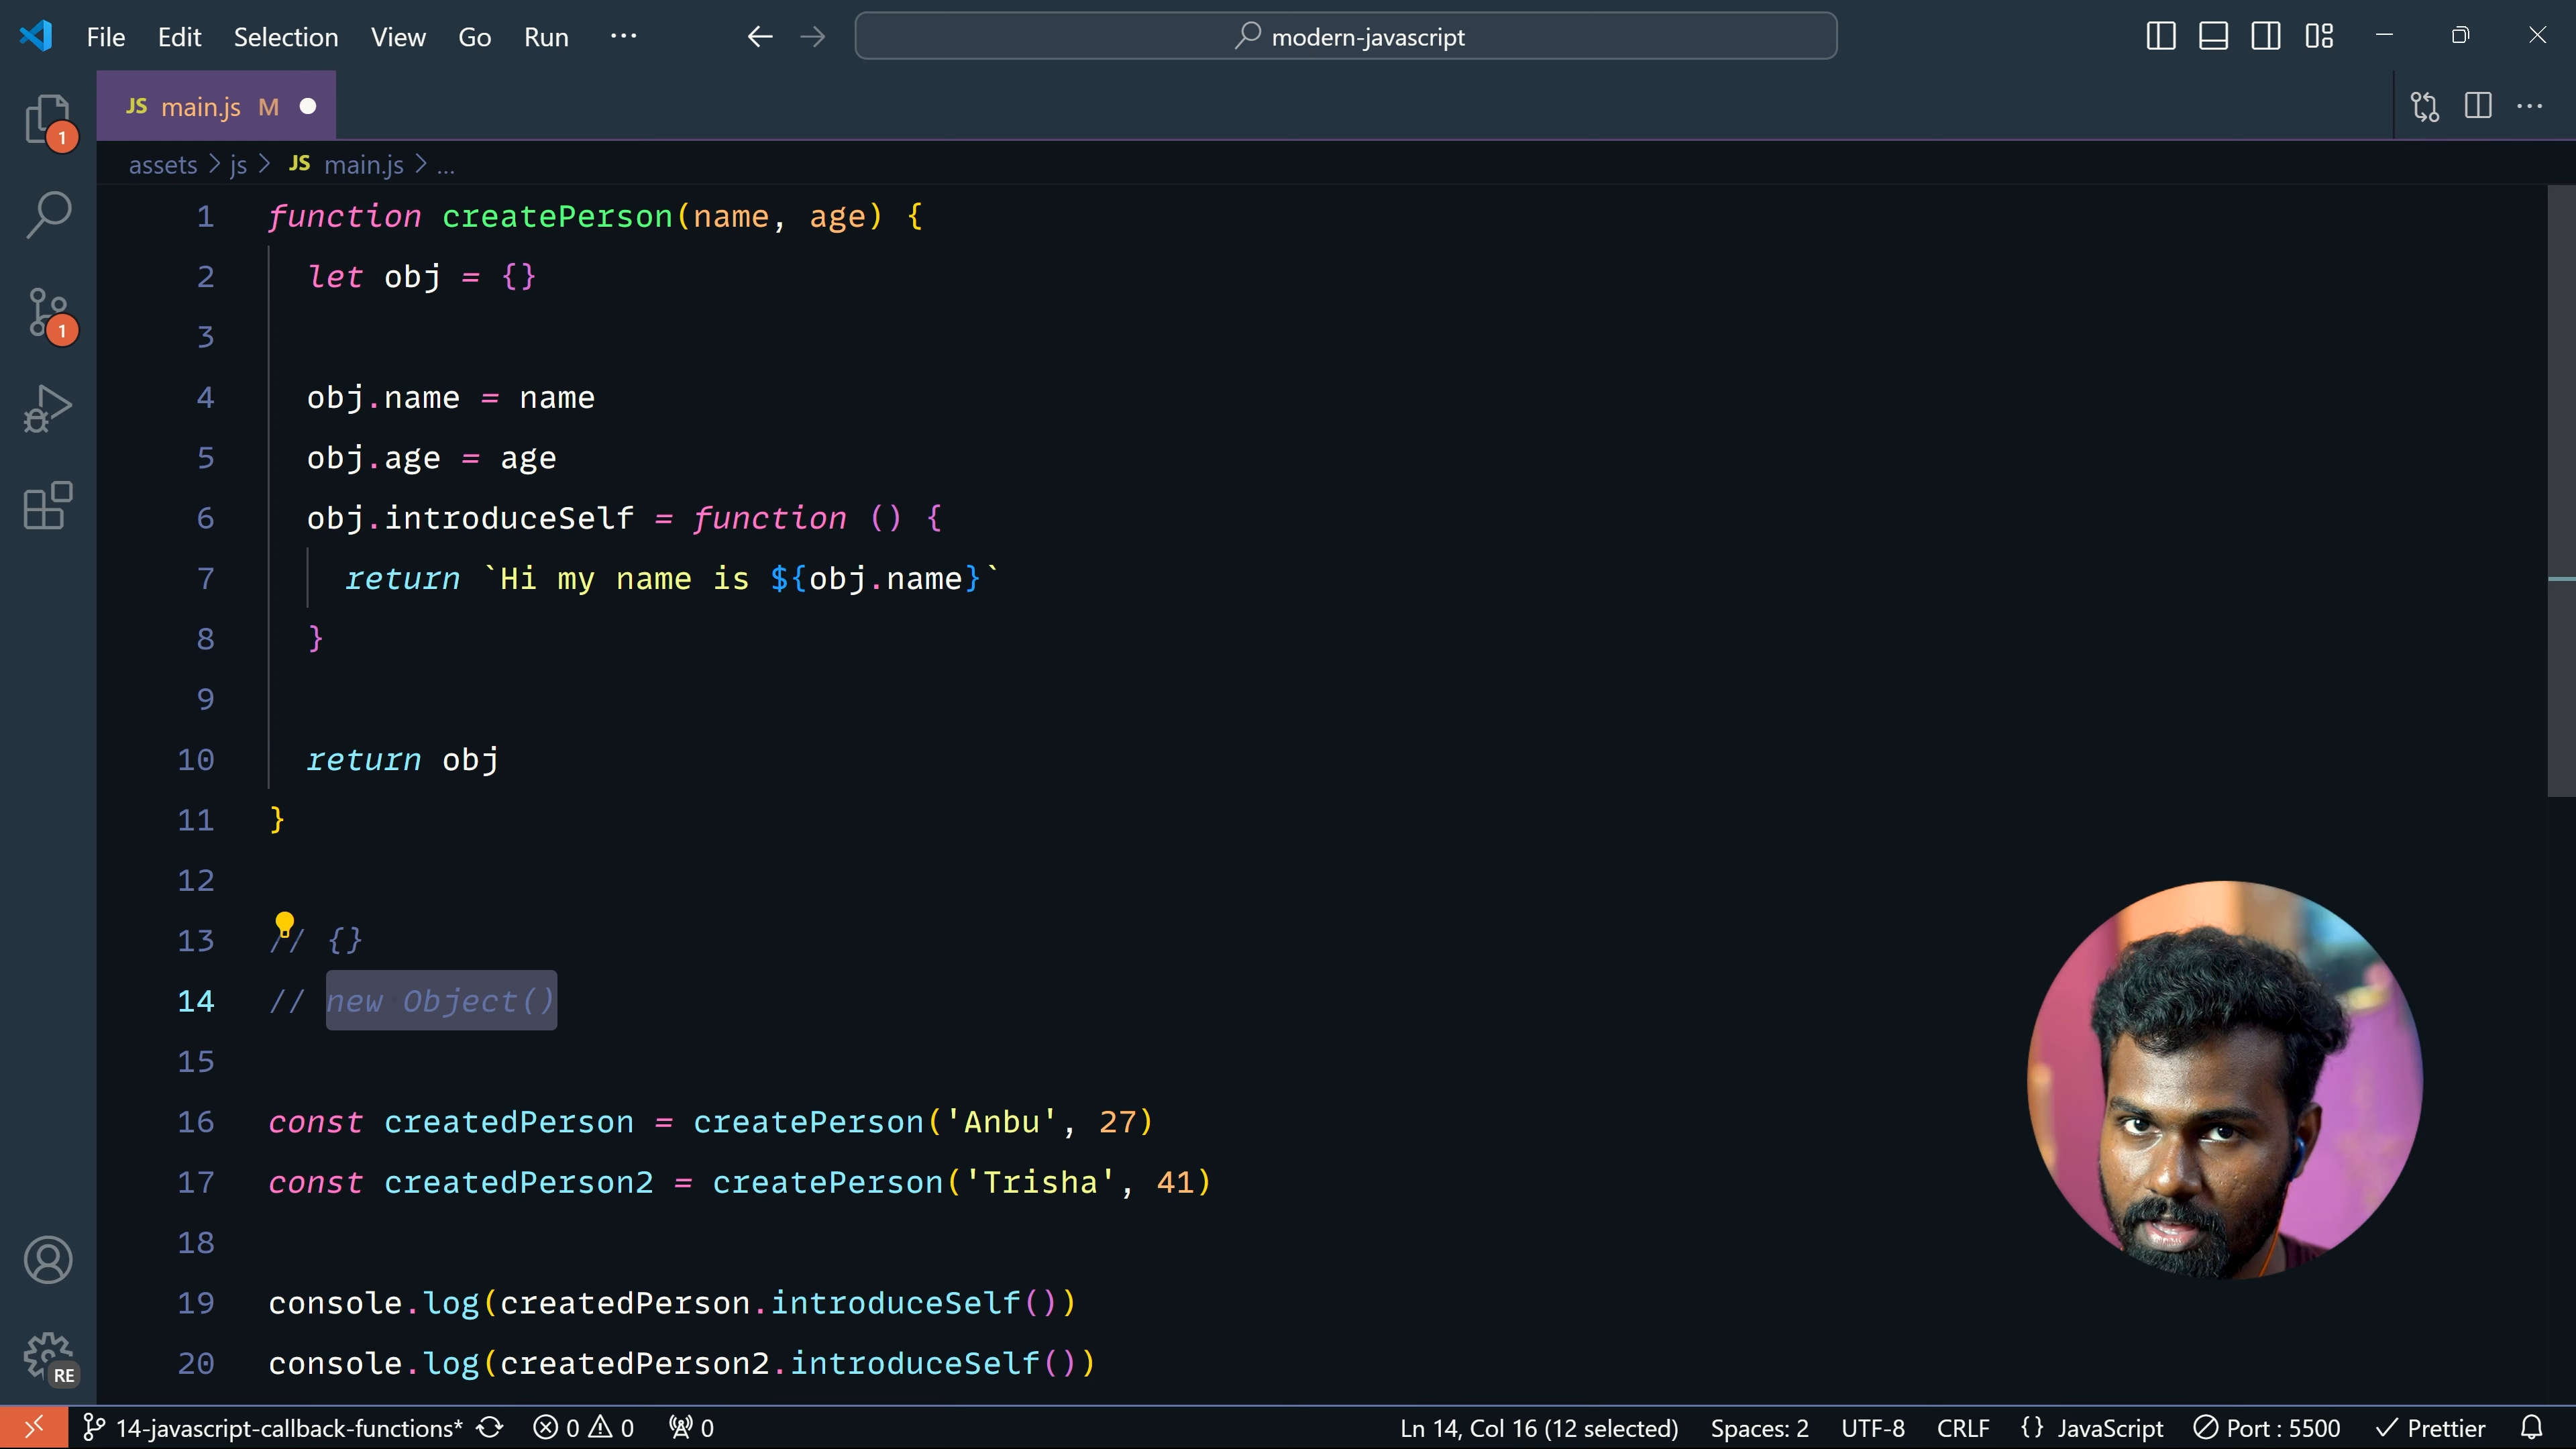 File Edit Selection View Go Run ··· modern-javascript
JS main.js M
assets > js > JS main.js > ...
1 function createPerson(name, age) {
2 let obj = {}
3
4 obj.name = name
5 obj.age = age
6 obj.introduceSelf = function () {
7 return `Hi my name is ${obj.name}`
8 }
9
10 return obj
11 }
12
13 // {}
14 // new Object()
15
16 const createdPerson = createPerson('Anbu', 27)
17 const createdPerson2 = createPerson('Trisha', 41)
18
19 console.log(createdPerson.introduceSelf())
20 console.log(createdPerson2.introduceSelf())
1
1
RE
14-javascript-callback-functions* 0 0 0 Ln 14, Col 16 (12 selected) Spaces: 2 UTF-8 CRLF {} JavaScript Port : 5500 Prettier